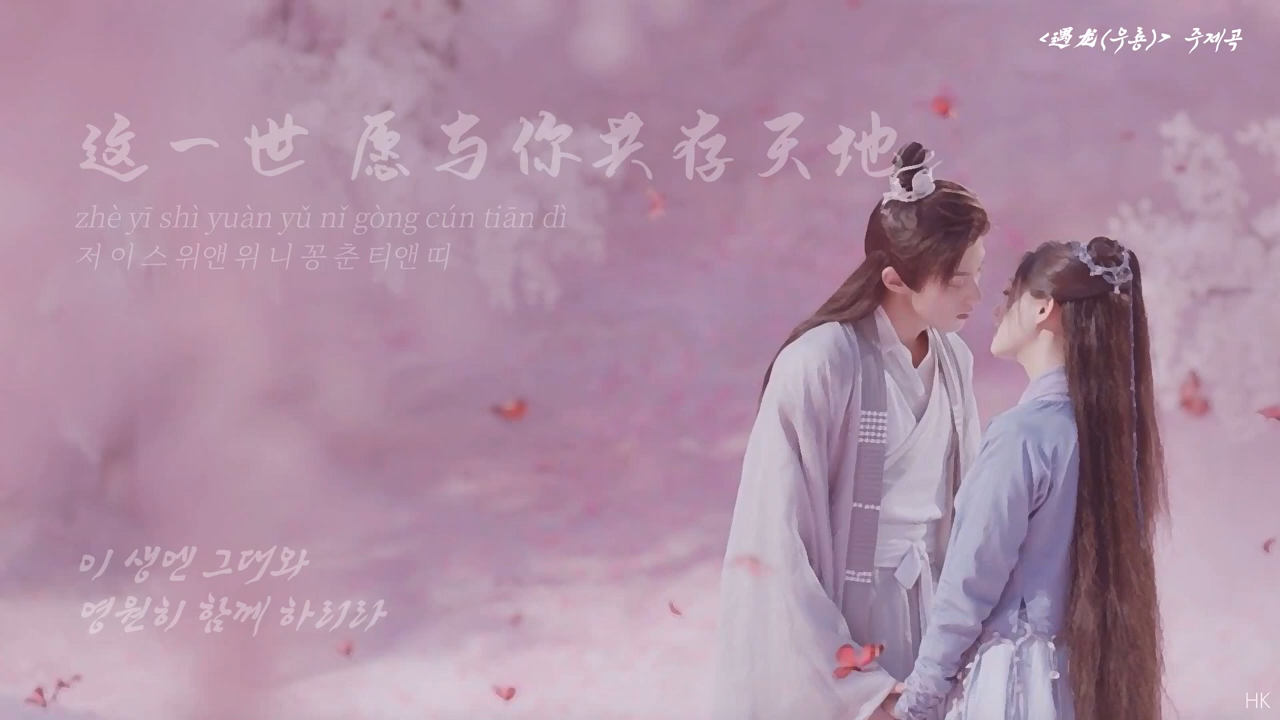 <遇龙(우룡)> 주제곡
这一世 愿与你共存天地
zhè yī shì yuàn yǔ nǐ gòng cún tiān dì
저 이 스 위앤 위 니 꽁 춘 티앤 띠
이 생엔 그대와
영원히 함께 하리라
HK